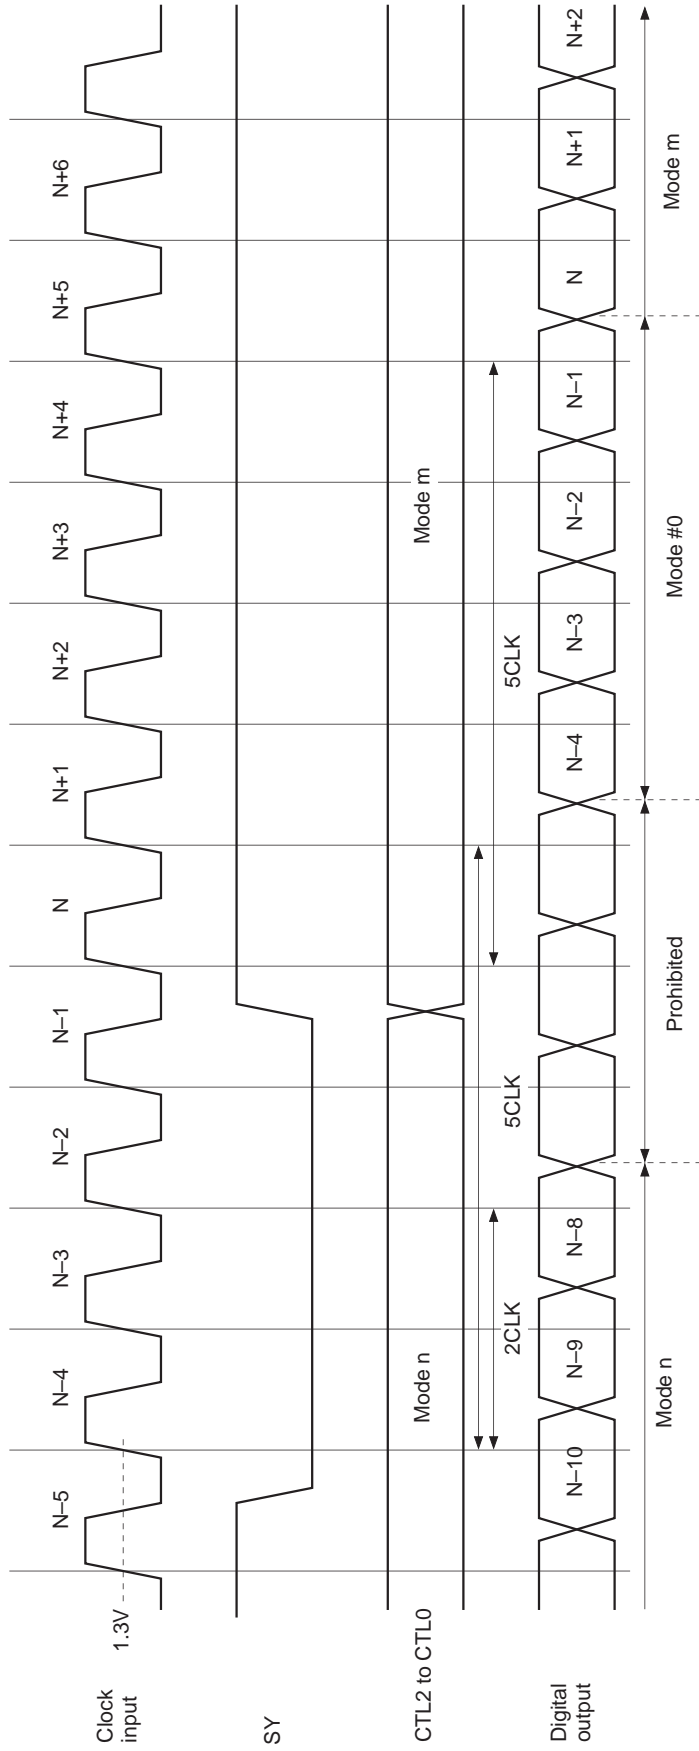 Clock
input
1.3V
N–5
N–4
N–3
N–2
N–1
N
N+1
N+2
N+3
N+4
N+5
N+6
SY
CTL2 to CTL0
Mode n
Mode m
2CLK
5CLK
5CLK
Digital
output
N–10
N–9
N–8
N–4
N–3
N–2
N–1
N
N+1
N+2
Mode n
Prohibited
Mode #0
Mode m